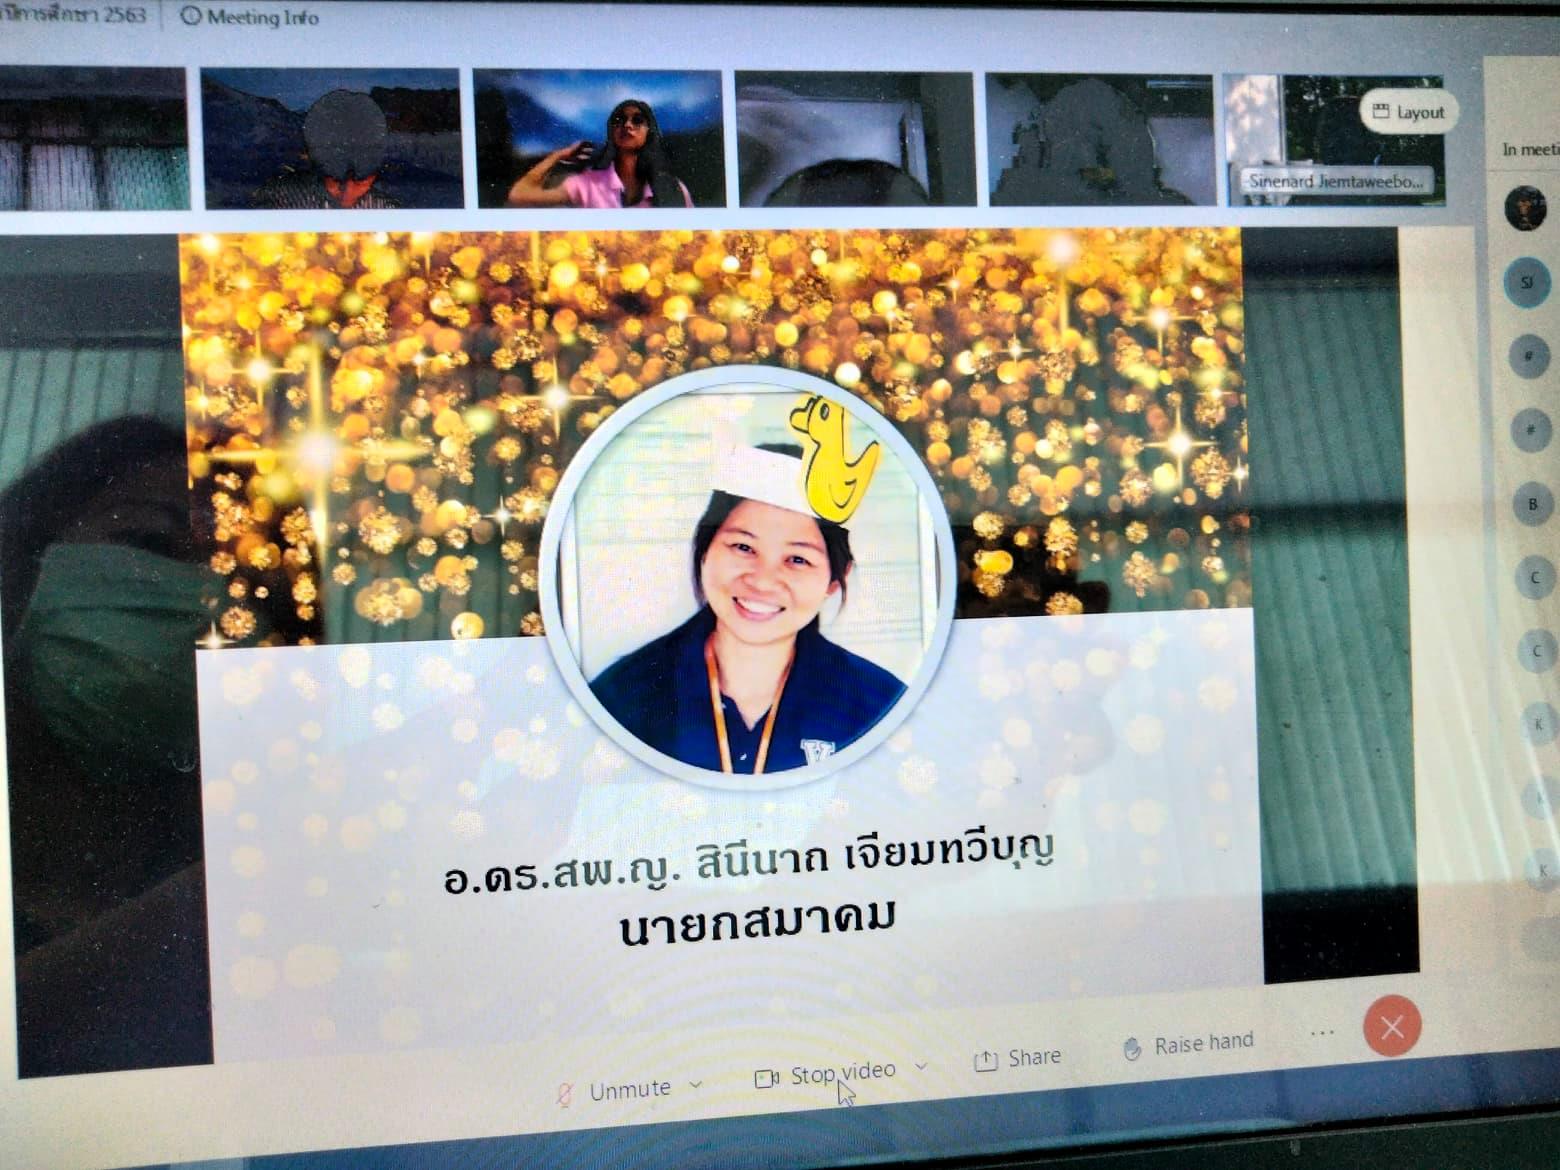 ปีการศึกษา 2563
Meeting Info
Layout
Sinenard Jiemtaweebo...
In meeti
SJ
#
#
B
C
C
K
K
อ.ดร.สพ.ญ. สินีนาถ เจียมทวีบุญ
นายกสมาคม
Unmute
Stop video
Share
Raise hand
...